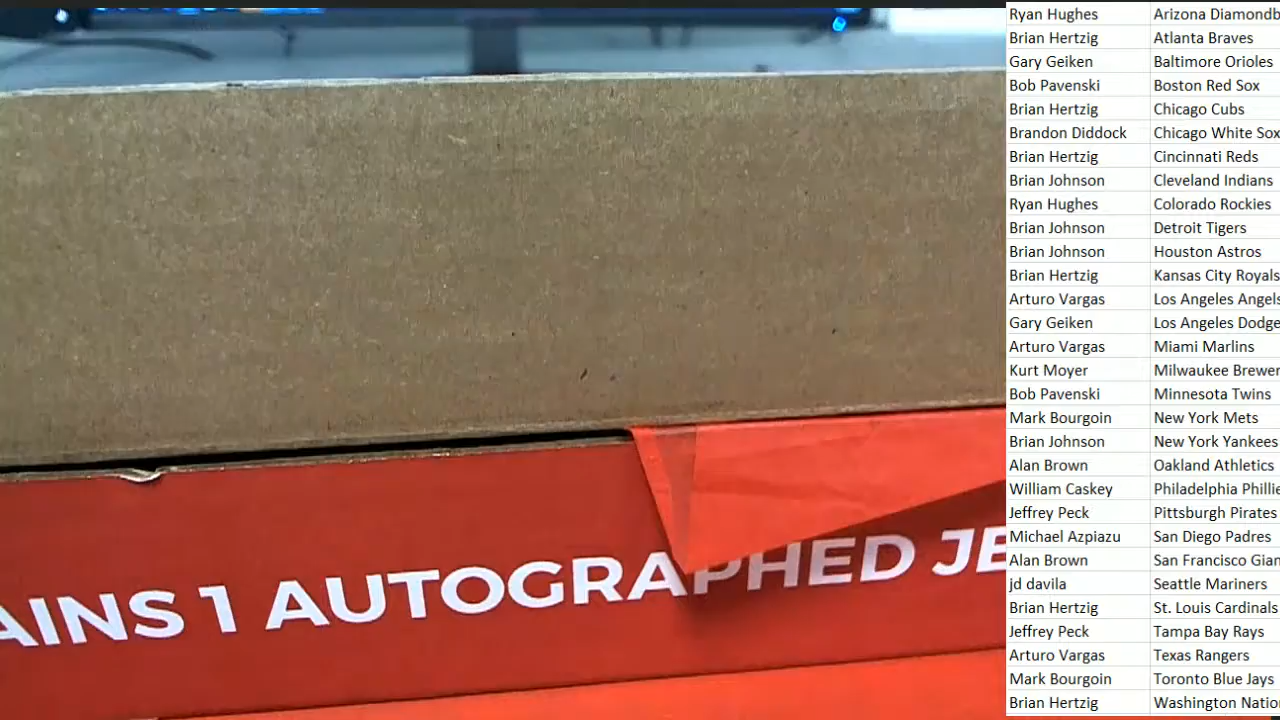 AINS 1 AUTOGRAPHED JE
Ryan Hughes Arizona Diamondb
Brian Hertzig Atlanta Braves
Gary Geiken Baltimore Orioles
Bob Pavenski Boston Red Sox
Brian Hertzig Chicago Cubs
Brandon Diddock Chicago White Sox
Brian Hertzig Cincinnati Reds
Brian Johnson Cleveland Indians
Ryan Hughes Colorado Rockies
Brian Johnson Detroit Tigers
Brian Johnson Houston Astros
Brian Hertzig Kansas City Royals
Arturo Vargas Los Angeles Angels
Gary Geiken Los Angeles Dodge
Arturo Vargas Miami Marlins
Kurt Moyer Milwaukee Brewer
Bob Pavenski Minnesota Twins
Mark Bourgoin New York Mets
Brian Johnson New York Yankees
Alan Brown Oakland Athletics
William Caskey Philadelphia Phillie
Jeffrey Peck Pittsburgh Pirates
Michael Azpiazu San Diego Padres
Alan Brown San Francisco Gian
jd davila Seattle Mariners
Brian Hertzig St. Louis Cardinals
Jeffrey Peck Tampa Bay Rays
Arturo Vargas Texas Rangers
Mark Bourgoin Toronto Blue Jays
Brian Hertzig Washington Natio